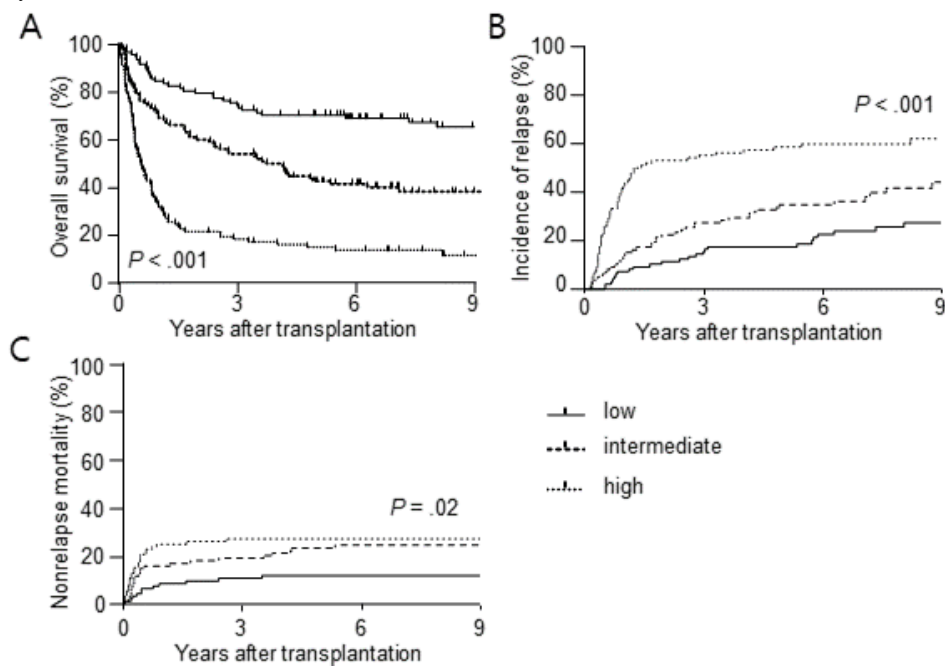 A
Overall survival (%)
100
80
60
40
20
0
P < .001
0 3 6 9
Years after transplantation
B
Incidence of relapse (%)
100
80
60
40
20
0
P < .001
0 3 6 9
Years after transplantation
C
Nonrelapse mortality (%)
100
80
60
40
20
0
P = .02
0 3 6 9
Years after transplantation
low
intermediate
high